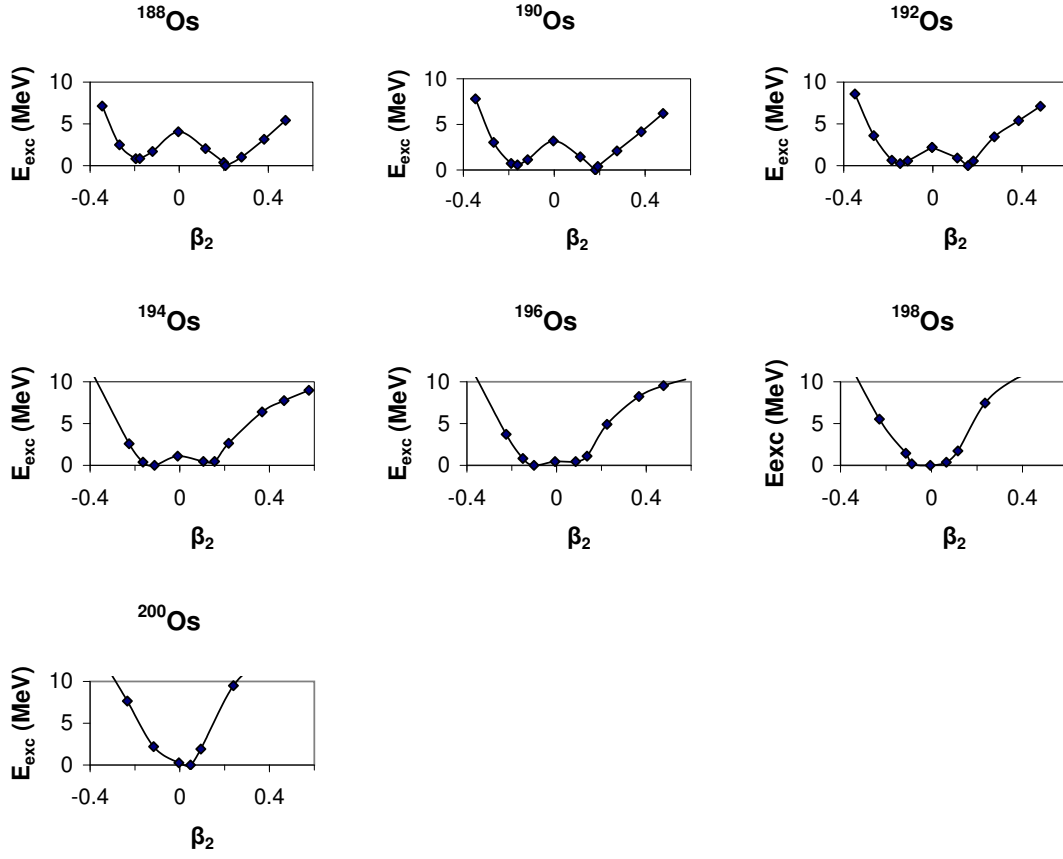 ¹⁸⁸Os
E_exc (MeV)
10
5
0
-0.4 0 0.4
β₂
¹⁹⁰Os
E_exc (MeV)
10
5
0
-0.4 0 0.4
β₂
¹⁹²Os
E_exc (MeV)
10
5
0
-0.4 0 0.4
β₂
¹⁹⁴Os
E_exc (MeV)
10
5
0
-0.4 0 0.4
β₂
¹⁹⁶Os
E_exc (MeV)
10
5
0
-0.4 0 0.4
β₂
¹⁹⁸Os
Eexc (MeV)
10
5
0
-0.4 0 0.4
β₂
²⁰⁰Os
E_exc (MeV)
10
5
0
-0.4 0 0.4
β₂